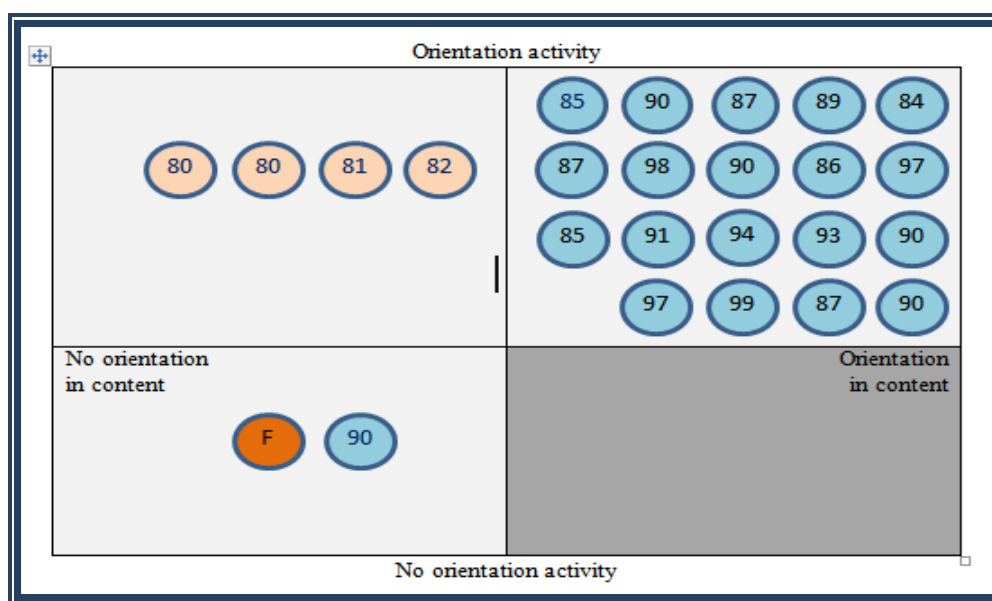 Orientation activity
85 90 87 89 84
80 80 81 82
87 98 90 86 97
85 91 94 93 90
97 99 87 90
No orientation
in content
Orientation
in content
F 90
No orientation activity